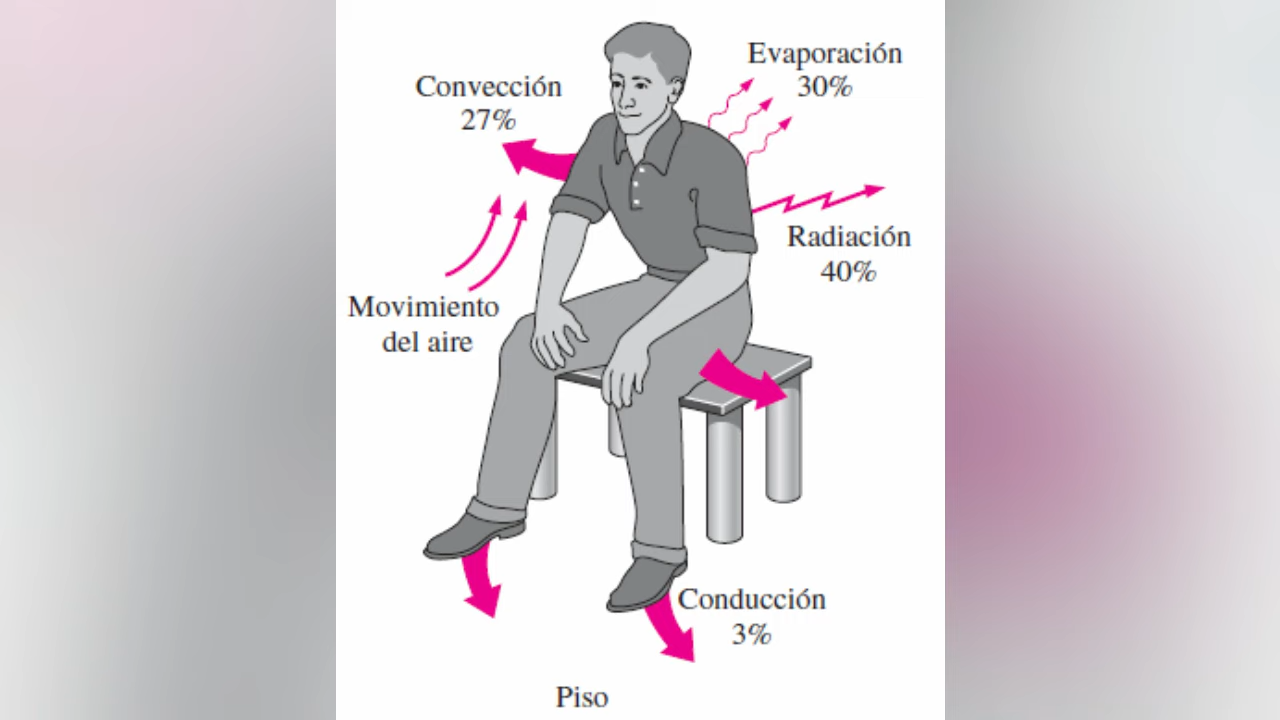 Evaporación
30%
Convección
27%
Radiación
40%
Movimiento
del aire
Conducción
3%
Piso